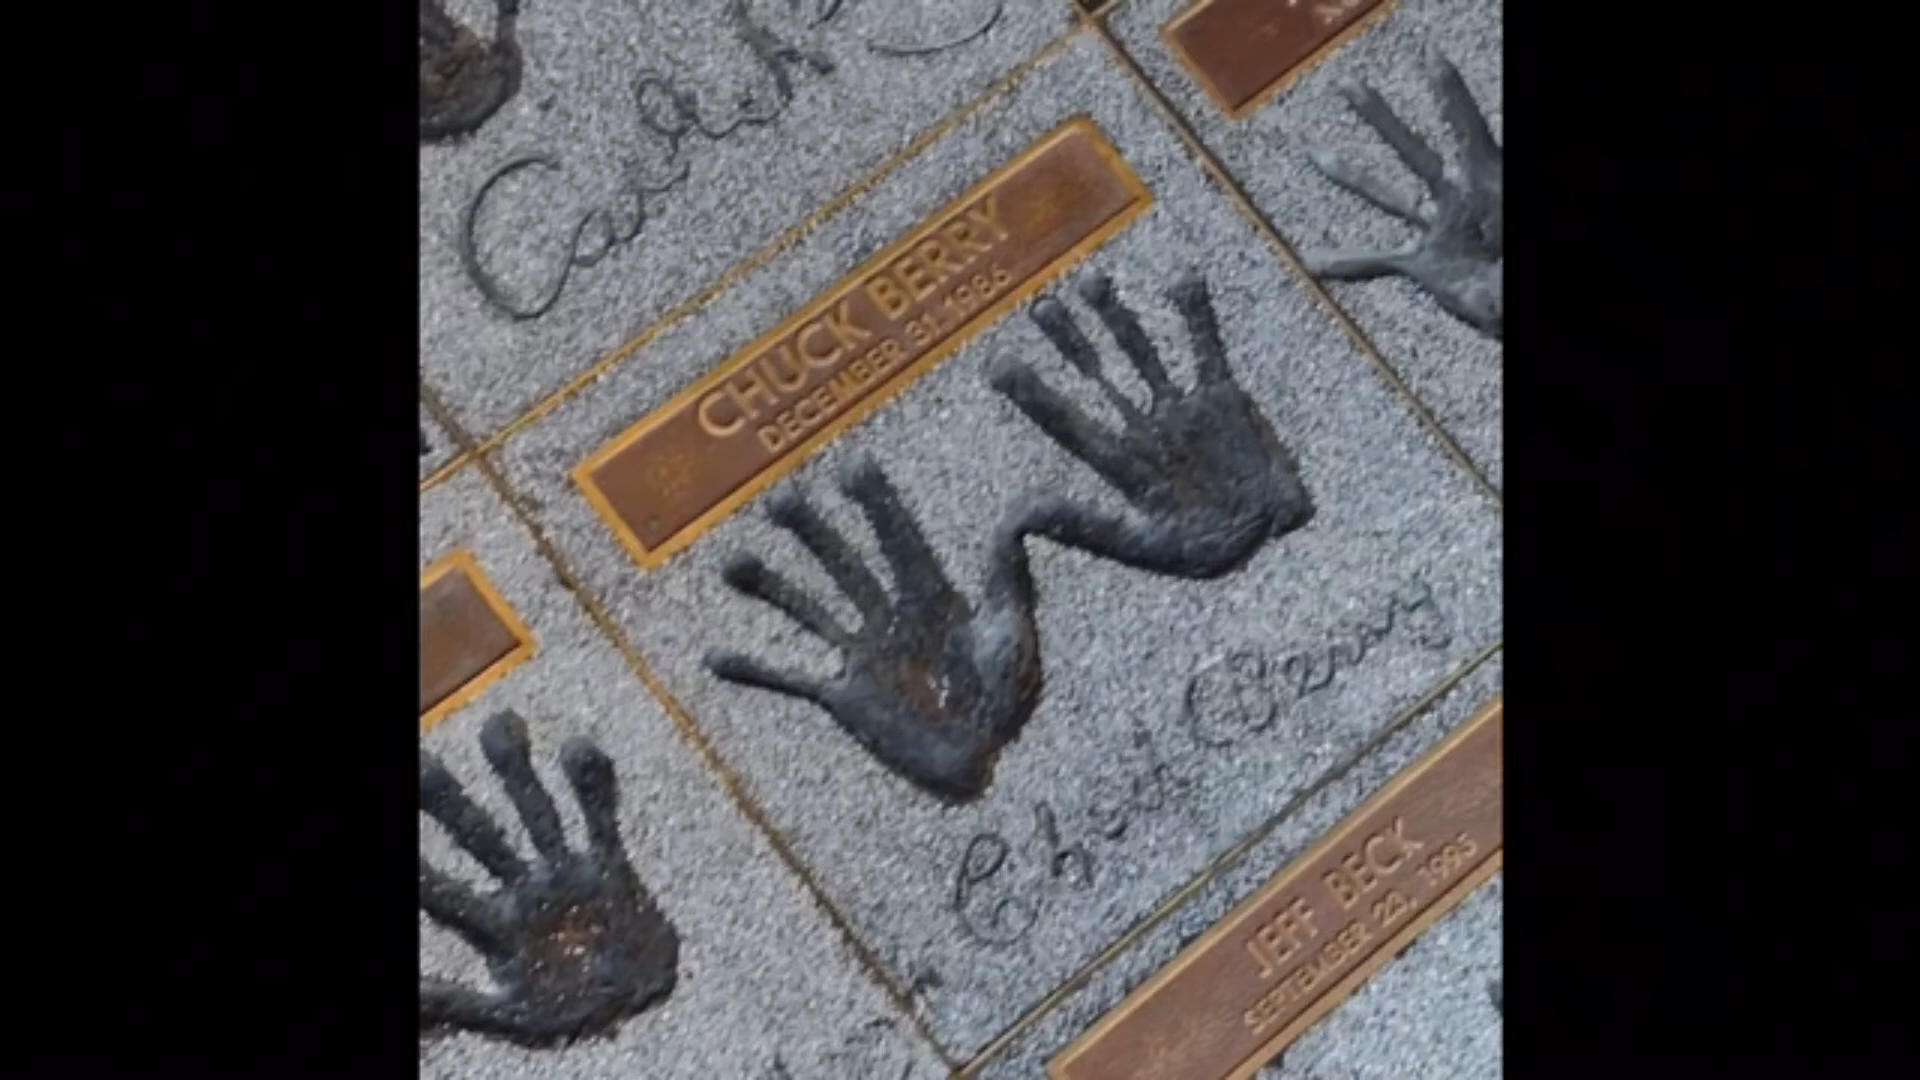 CHUCK BERRY
DECEMBER 31, 1986
Chuck Berry
JEFF BECK
SEPTEMBER 23, 1995